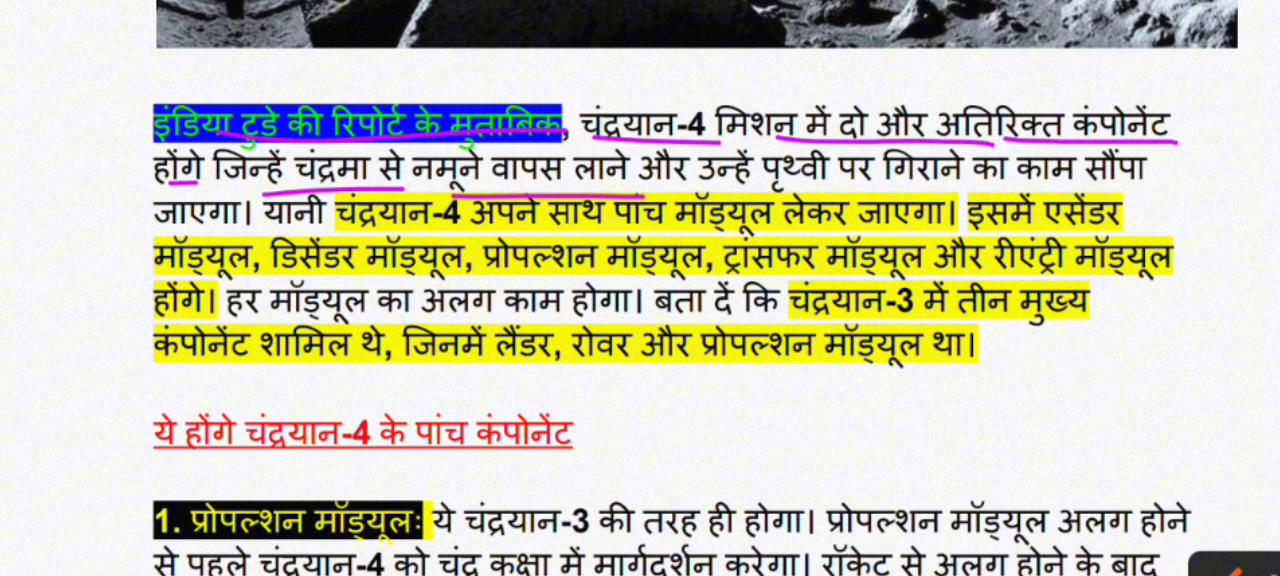 इंडिया टुडे की रिपोर्ट के मुताबिक, चंद्रयान-4 मिशन में दो और अतिरिक्त कंपोनेंट
होंगे जिन्हें चंद्रमा से नमूने वापस लाने और उन्हें पृथ्वी पर गिराने का काम सौंपा
जाएगा। यानी चंद्रयान-4 अपने साथ पांच मॉड्यूल लेकर जाएगा। इसमें एसेंडर
मॉड्यूल, डिसेंडर मॉड्यूल, प्रोपल्शन मॉड्यूल, ट्रांसफर मॉड्यूल और रीएंट्री मॉड्यूल
होंगे। हर मॉड्यूल का अलग काम होगा। बता दें कि चंद्रयान-3 में तीन मुख्य
कंपोनेंट शामिल थे, जिनमें लैंडर, रोवर और प्रोपल्शन मॉड्यूल था।
ये होंगे चंद्रयान-4 के पांच कंपोनेंट
1. प्रोपल्शन मॉड्यूलः ये चंद्रयान-3 की तरह ही होगा। प्रोपल्शन मॉड्यूल अलग होने
से पहले चंद्रयान-4 को चंद्र कक्षा में मार्गदर्शन करेगा। रॉकेट से अलग होने के बाद